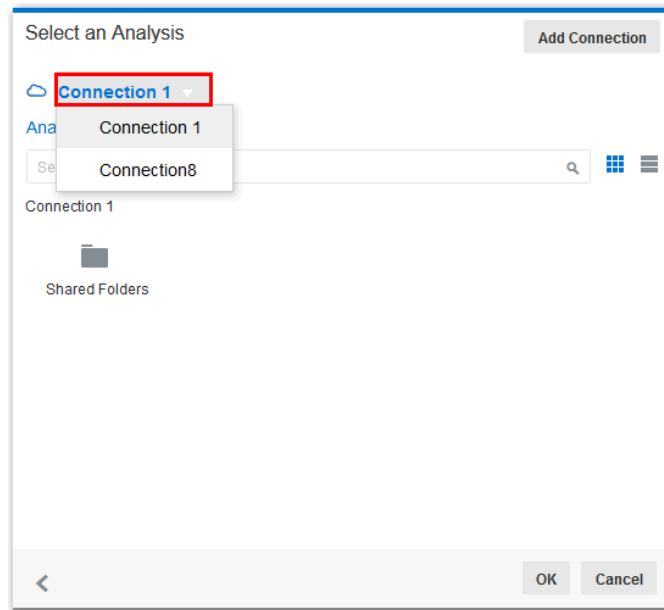 Select an Analysis
Add Connection
Connection 1
Ana
Connection 1
Connection8
Se
Connection 1
Shared Folders
OK
Cancel